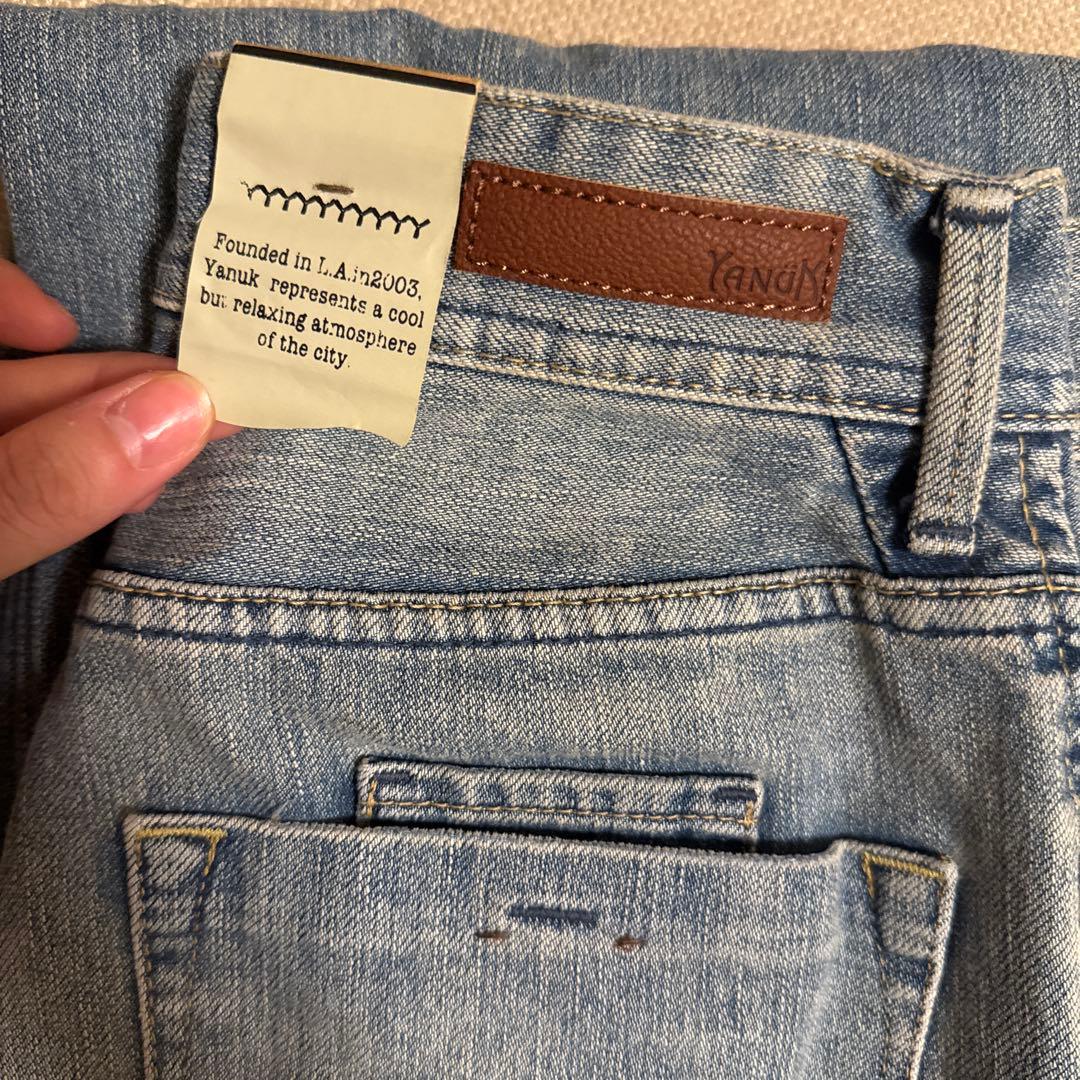 Founded in L.A.in2003,
Yanuk represents a cool
but relaxing atmosphere
of the city.
YANUK